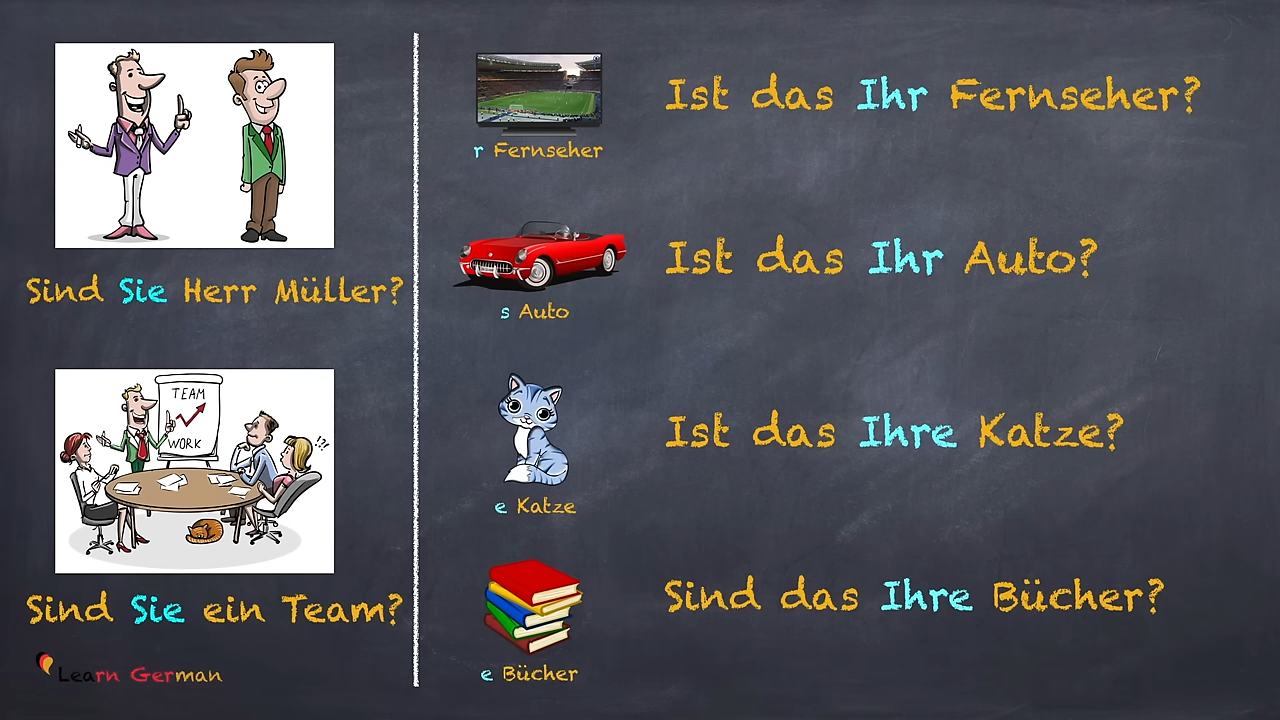 Sind Sie Herr Müller?
TEAM
WORK
!?!
Sind Sie ein Team?
Learn German
r Fernseher
Ist das Ihr Fernseher?
s Auto
Ist das Ihr Auto?
e Katze
Ist das Ihre Katze?
e Bücher
Sind das Ihre Bücher?